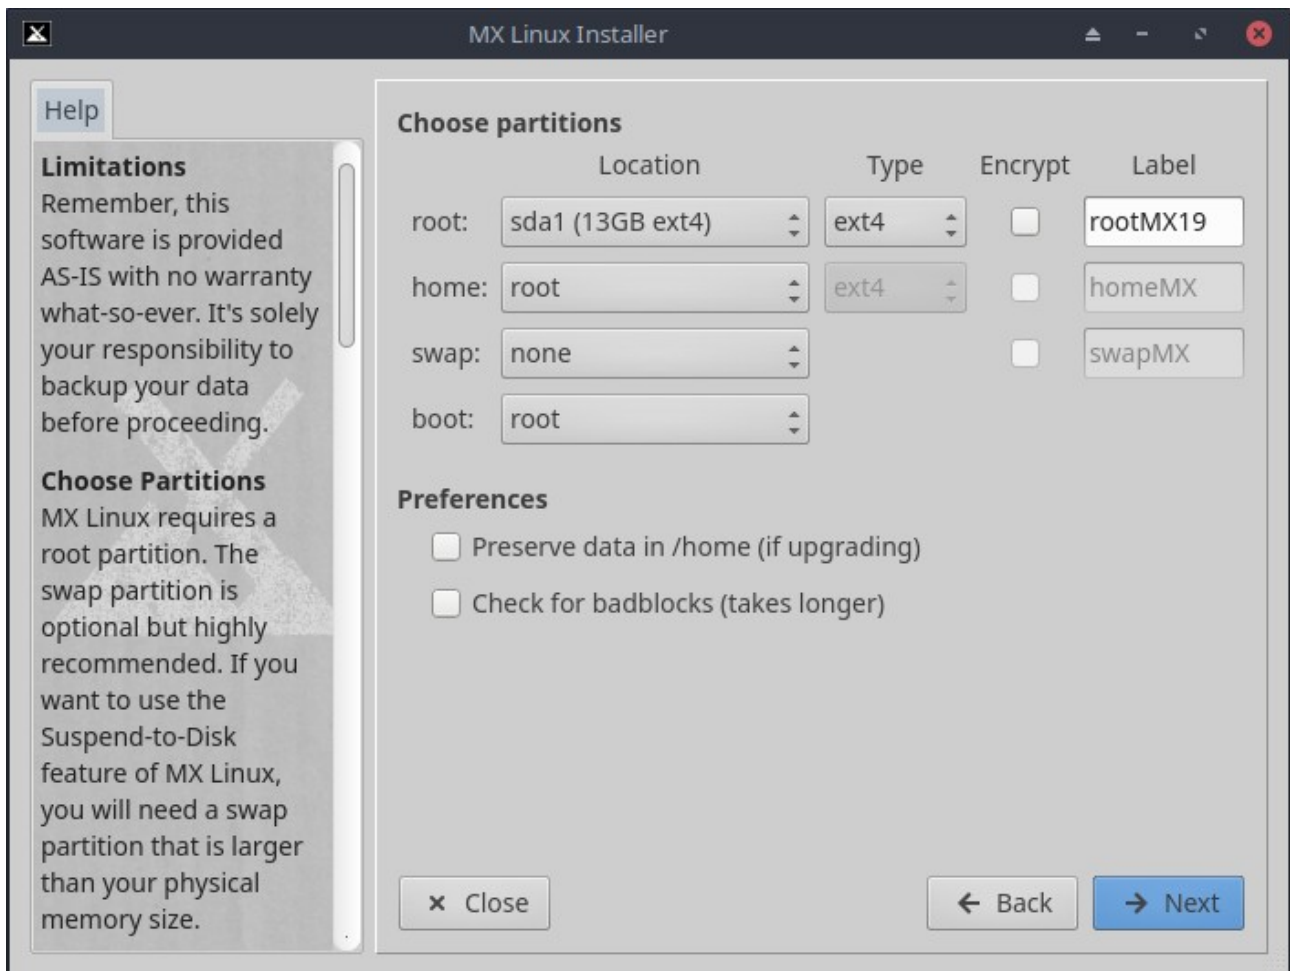 MX Linux Installer
Help
Limitations
Remember, this
software is provided
AS-IS with no warranty
what-so-ever. It's solely
your responsibility to
backup your data
before proceeding.
Choose Partitions
MX Linux requires a
root partition. The
swap partition is
optional but highly
recommended. If you
want to use the
Suspend-to-Disk
feature of MX Linux,
you will need a swap
partition that is larger
than your physical
memory size.
Choose partitions
Location Type Encrypt Label
root: sda1 (13GB ext4) ext4 rootMX19
home: root ext4 homeMX
swap: none swapMX
boot: root
Preferences
Preserve data in /home (if upgrading)
Check for badblocks (takes longer)
Close Back Next